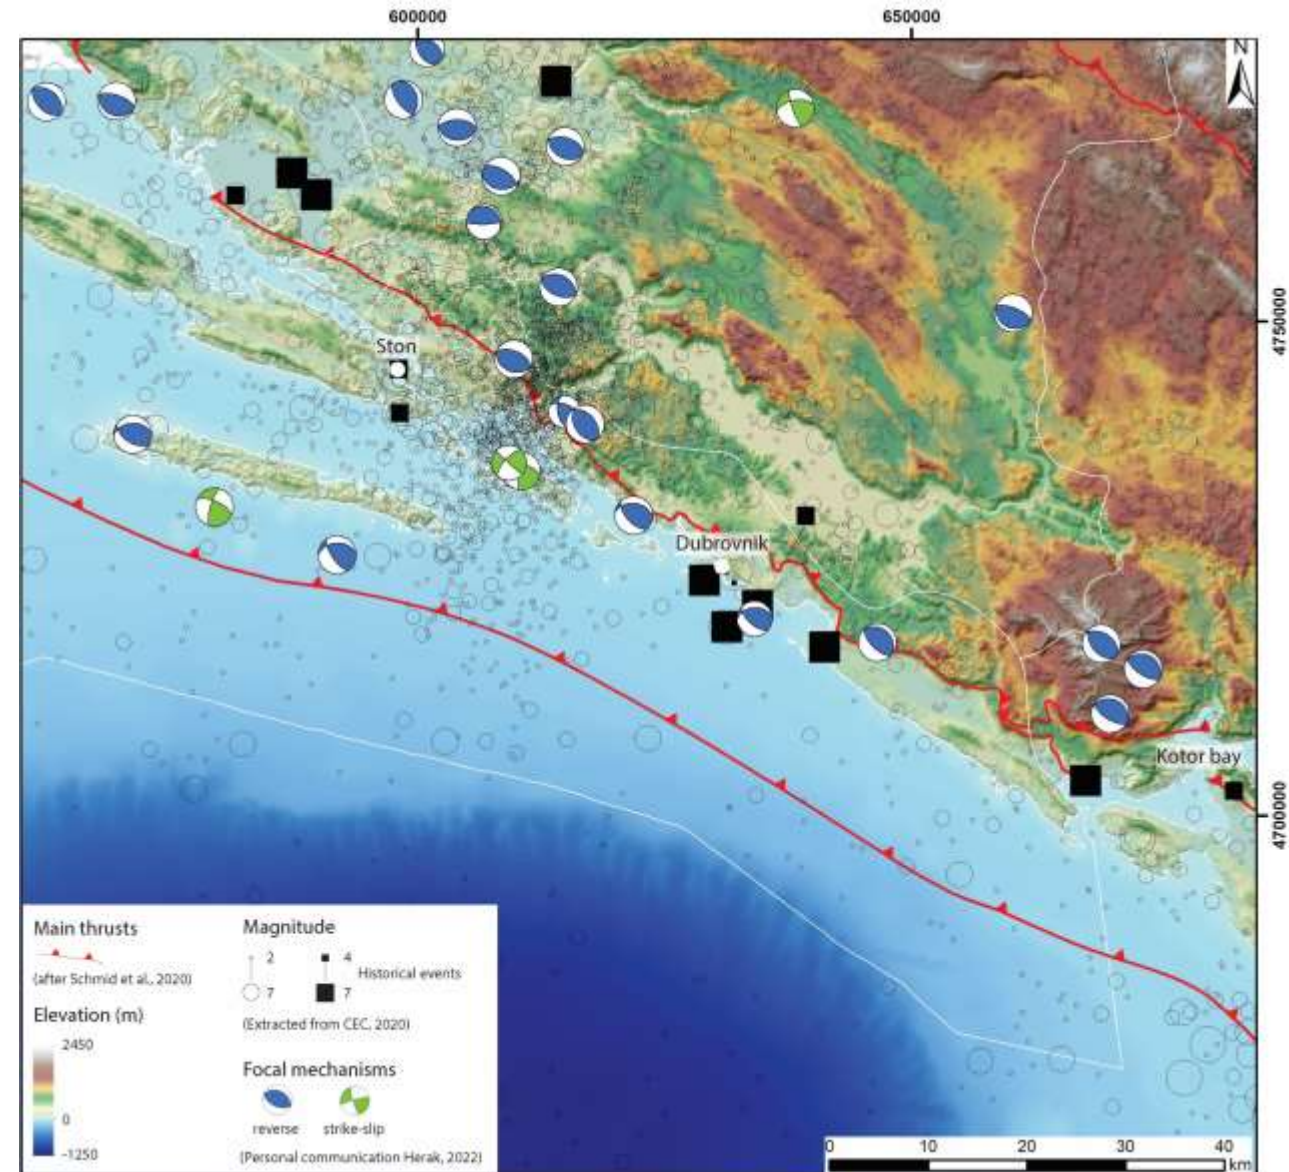 600000
650000
N
4750000
Ston
Dubrovnik
Kotor bay
4700000
Main thrusts
(after Schmid et al., 2020)
Elevation (m)
2450
0
-1250
Magnitude
2
4
Historical events
7
7
(Extracted from CEC, 2020)
Focal mechanisms
reverse
strike-slip
(Personal communication Herak, 2022)
0
10
20
30
40
km